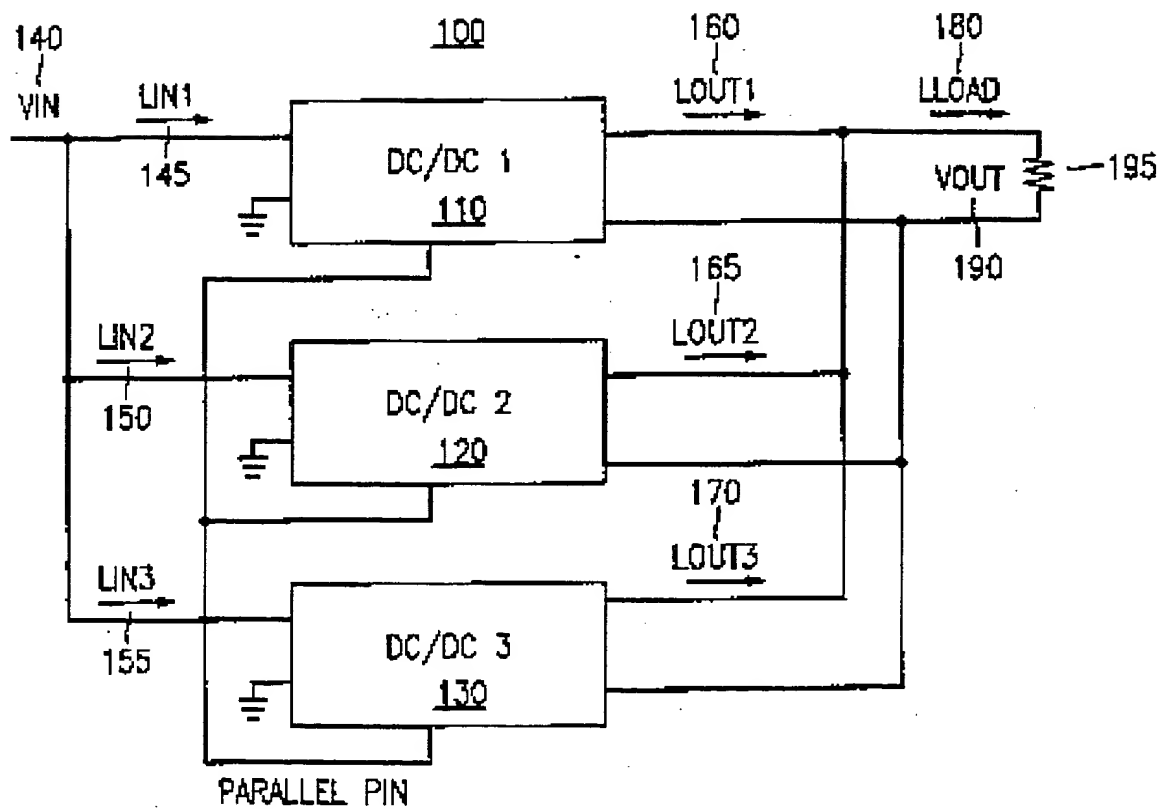 140
100
160
180
VIN
LIN1
LOUT1
LLOAD
145
DC/DC 1
110
VOUT
195
190
165
LIN2
LOUT2
150
DC/DC 2
120
170
LIN3
LOUT3
155
DC/DC 3
130
PARALLEL PIN